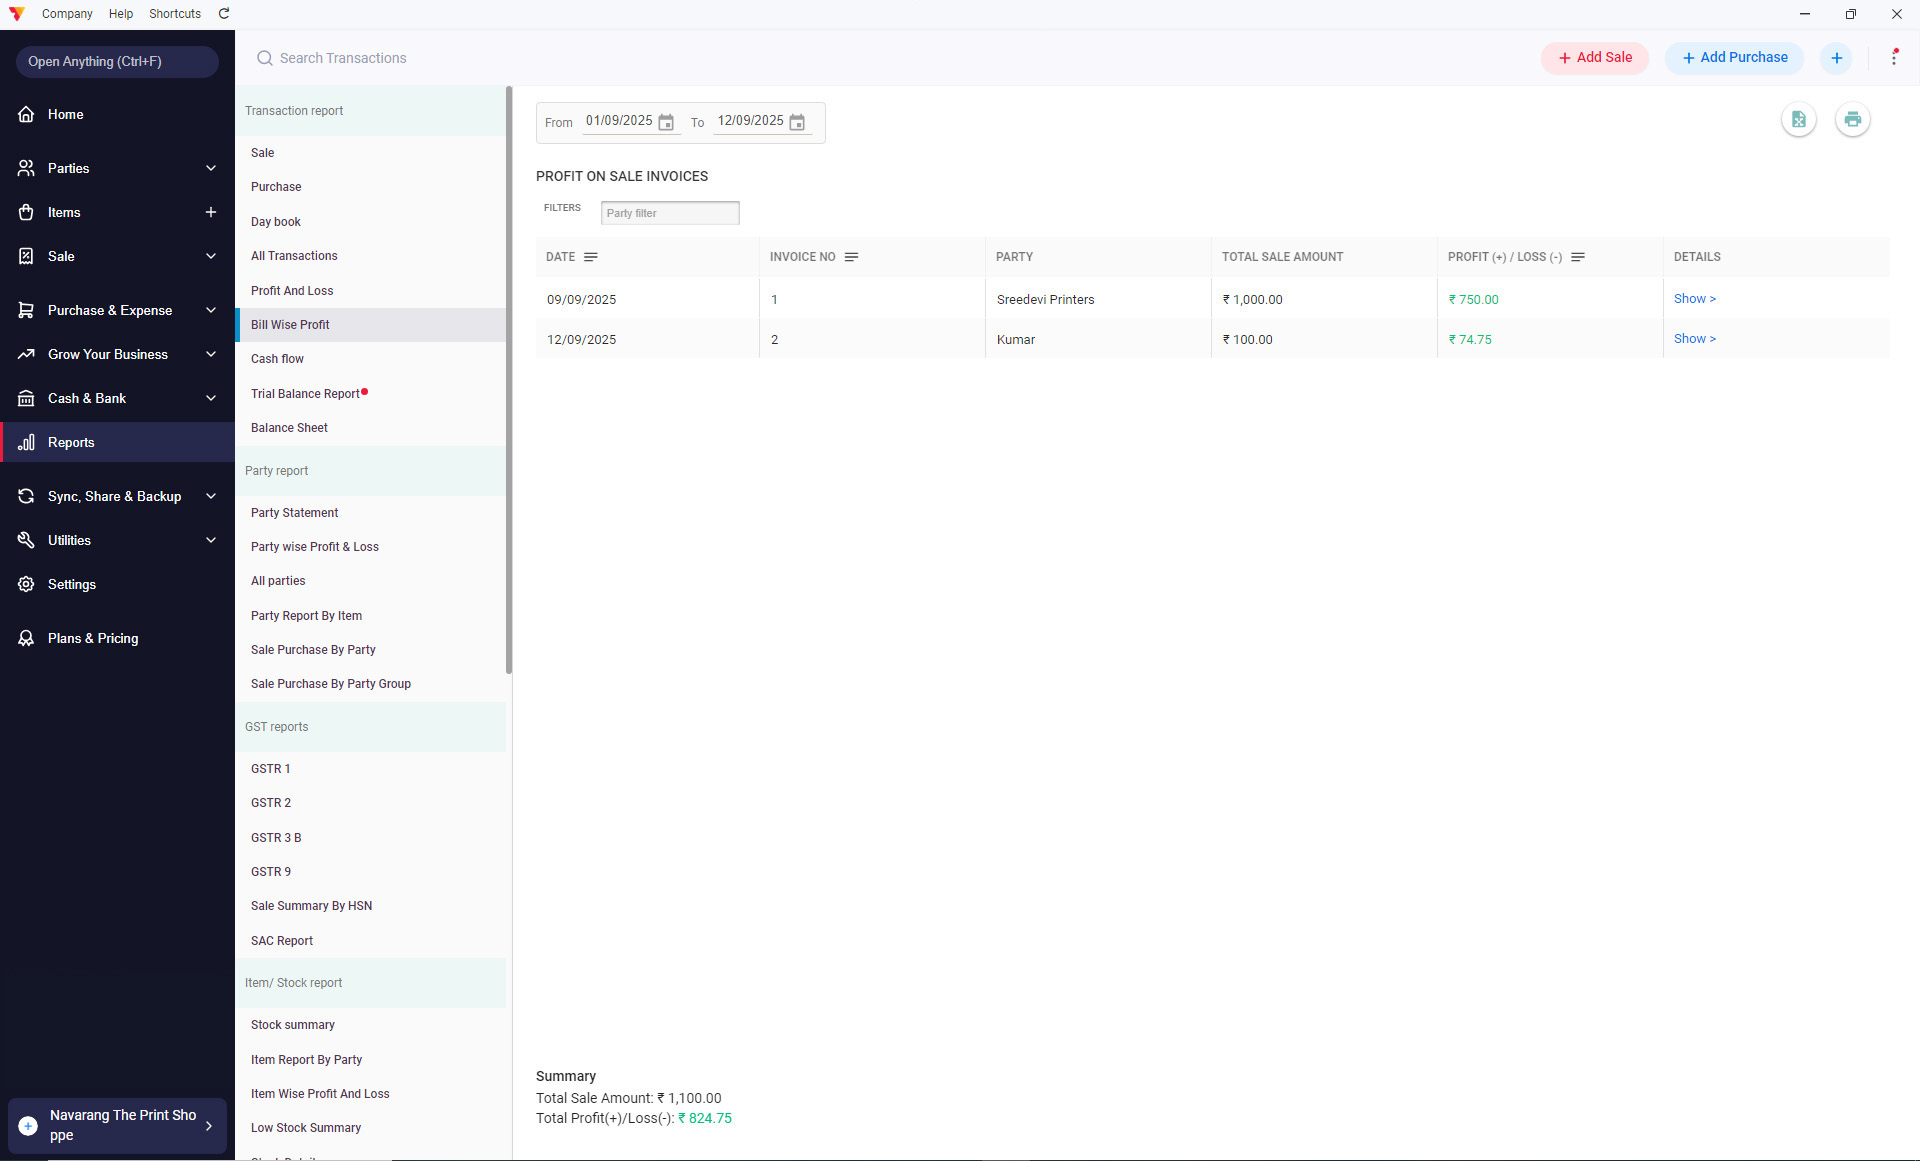 Company Help Shortcuts
Open Anything (Ctrl+F)
Home
Parties
Items
Sale
Purchase & Expense
Grow Your Business
Cash & Bank
Reports
Sync, Share & Backup
Utilities
Settings
Plans & Pricing
Navarang The Print Sho
ppe
Search Transactions
+ Add Sale
+ Add Purchase
Transaction report
Sale
Purchase
Day book
All Transactions
Profit And Loss
Bill Wise Profit
Cash flow
Trial Balance Report
Balance Sheet
Party report
Party Statement
Party wise Profit & Loss
All parties
Party Report By Item
Sale Purchase By Party
Sale Purchase By Party Group
GST reports
GSTR 1
GSTR 2
GSTR 3 B
GSTR 9
Sale Summary By HSN
SAC Report
Item/ Stock report
Stock summary
Item Report By Party
Item Wise Profit And Loss
Low Stock Summary
From 01/09/2025 To 12/09/2025
PROFIT ON SALE INVOICES
FILTERS Party filter
DATE INVOICE NO PARTY TOTAL SALE AMOUNT PROFIT (+) / LOSS (-) DETAILS
09/09/2025 1 Sreedevi Printers ₹ 1,000.00 ₹ 750.00 Show >
12/09/2025 2 Kumar ₹ 100.00 ₹ 74.75 Show >
Summary
Total Sale Amount: ₹ 1,100.00
Total Profit(+)/Loss(-): ₹ 824.75